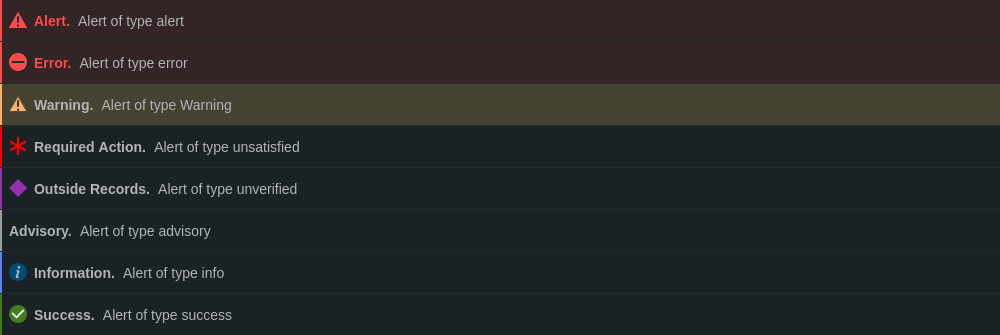 Alert. Alert of type alert
Error. Alert of type error
Warning. Alert of type Warning
Required Action. Alert of type unsatisfied
Outside Records. Alert of type unverified
Advisory. Alert of type advisory
Information. Alert of type info
Success. Alert of type success